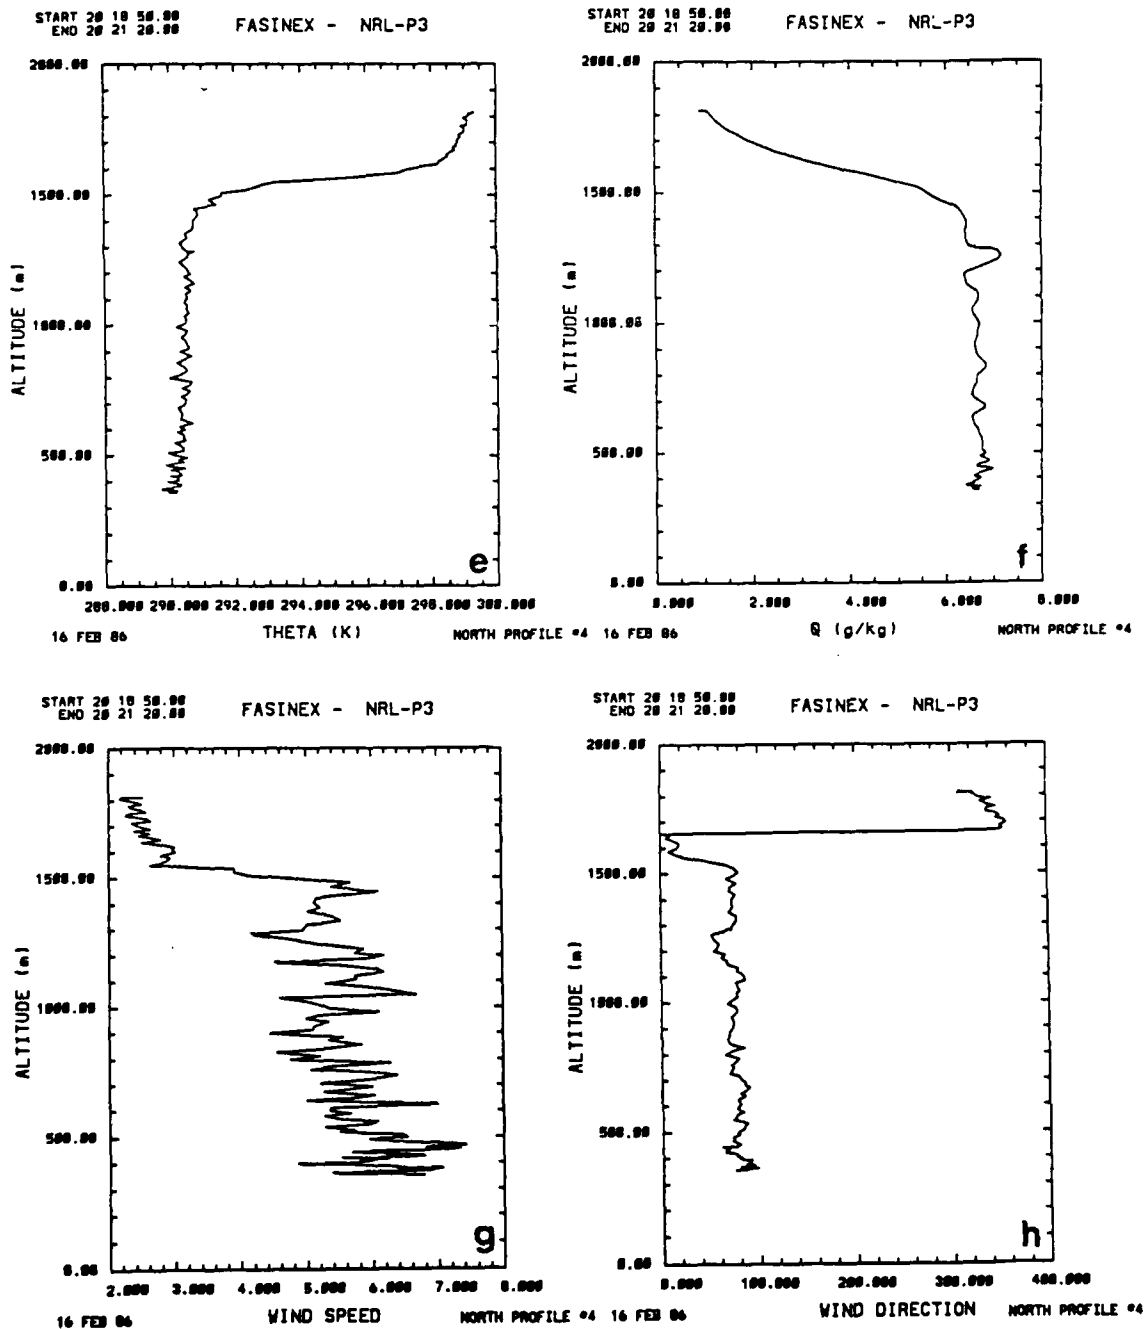 START 20 18 50.00
END 20 21 20.00
FASINEX - NRL-P3
2000.00
1500.00
1000.00
500.00
0.00
ALTITUDE (m)
e
288.000 290.000 292.000 294.000 296.000 298.000 300.000
16 FEB 86
THETA (K)
NORTH PROFILE #4
START 20 18 50.00
END 20 21 20.00
FASINEX - NRL-P3
2000.00
1500.00
1000.00
500.00
0.00
ALTITUDE (m)
f
0.000 2.000 4.000 6.000 8.000
16 FEB 86
Q (g/kg)
NORTH PROFILE #4
START 20 18 50.00
END 20 21 20.00
FASINEX - NRL-P3
2000.00
1500.00
1000.00
500.00
0.00
ALTITUDE (m)
g
2.000 3.000 4.000 5.000 6.000 7.000 8.000
16 FEB 86
WIND SPEED
NORTH PROFILE #4
START 20 18 50.00
END 20 21 20.00
FASINEX - NRL-P3
2000.00
1500.00
1000.00
500.00
0.00
ALTITUDE (m)
h
0.000 100.000 200.000 300.000 400.000
16 FEB 86
WIND DIRECTION
NORTH PROFILE #4